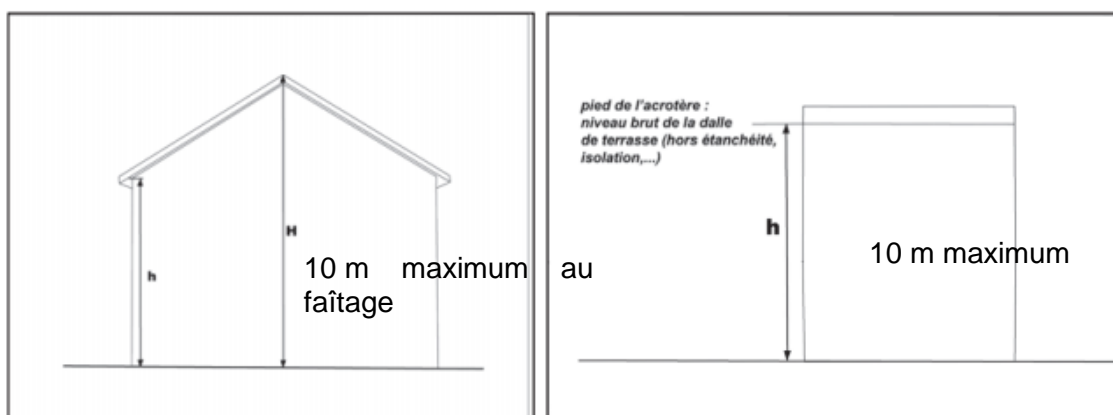 H
h
10 m maximum au
faîtage
pied de l'acrotère :
niveau brut de la dalle
de terrasse (hors étanchéité,
isolation,...)
h
10 m maximum